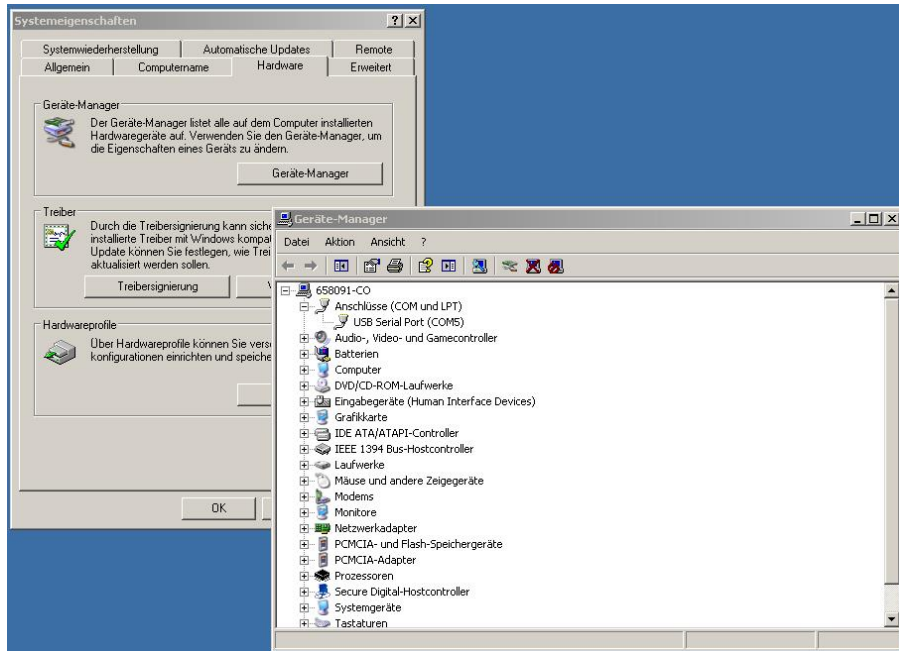 Systemeigenschaften
Systemwiederherstellung
Automatische Updates
Remote
Allgemein
Computername
Hardware
Erweitert
Geräte-Manager
Der Geräte-Manager listet alle auf dem Computer installierten
Hardwaregeräte auf. Verwenden Sie den Geräte-Manager, um
die Eigenschaften eines Geräts zu ändern.
Geräte-Manager
Treiber
Durch die Treibersignierung kann siche
installierte Treiber mit Windows kompat
Update können Sie festlegen, wie Trei
aktualisiert werden sollen.
Treibersignierung
Hardwareprofile
Über Hardwareprofile können Sie vers
konfigurationen einrichten und speiche
OK
Geräte-Manager
Datei Aktion Ansicht ?
658091-CO
Anschlüsse (COM und LPT)
USB Serial Port (COM5)
Audio-, Video- und Gamecontroller
Batterien
Computer
DVD/CD-ROM-Laufwerke
Eingabegeräte (Human Interface Devices)
Grafikkarte
IDE ATA/ATAPI-Controller
IEEE 1394 Bus-Hostcontroller
Laufwerke
Mäuse und andere Zeigegeräte
Modems
Monitore
Netzwerkadapter
PCMCIA- und Flash-Speichergeräte
PCMCIA-Adapter
Prozessoren
Secure Digital-Hostcontroller
Systemgeräte
Tastaturen